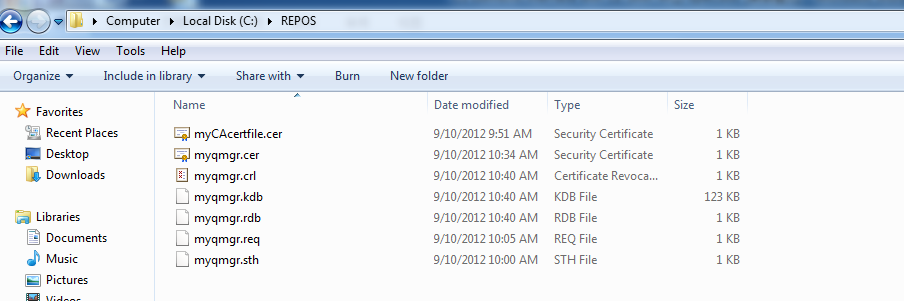 Computer Local Disk (C:) REPOS
File Edit View Tools Help
Organize Include in library Share with Burn New folder
Favorites
Recent Places
Desktop
Downloads
Libraries
Documents
Music
Pictures
Videos
Name Date modified Type Size
myCAcertfile.cer 9/10/2012 9:51 AM Security Certificate 1 KB
myqmgr.cer 9/10/2012 10:34 AM Security Certificate 1 KB
myqmgr.crl 9/10/2012 10:40 AM Certificate Revoca... 1 KB
myqmgr.kdb 9/10/2012 10:40 AM KDB File 123 KB
myqmgr.rdb 9/10/2012 10:40 AM RDB File 1 KB
myqmgr.req 9/10/2012 10:05 AM REQ File 1 KB
myqmgr.sth 9/10/2012 10:00 AM STH File 1 KB